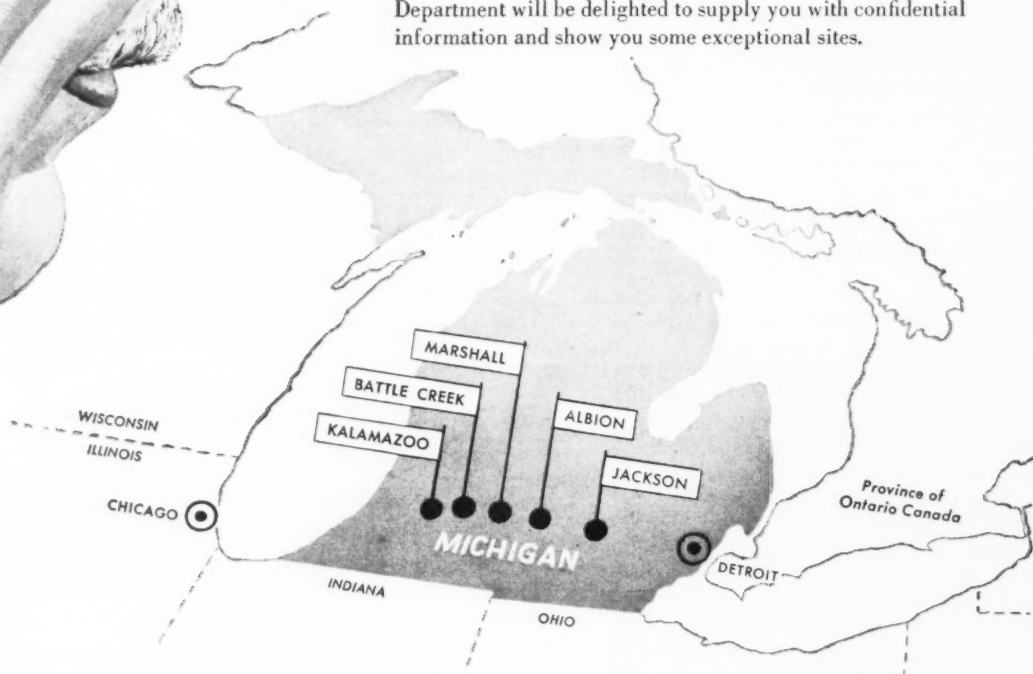 Department will be delighted to supply you with confidential
information and show you some exceptional sites.
MARSHALL
BATTLE CREEK
KALAMAZOO
ALBION
JACKSON
WISCONSIN
ILLINOIS
CHICAGO
MICHIGAN
DETROIT
Province of
Ontario Canada
INDIANA
OHIO